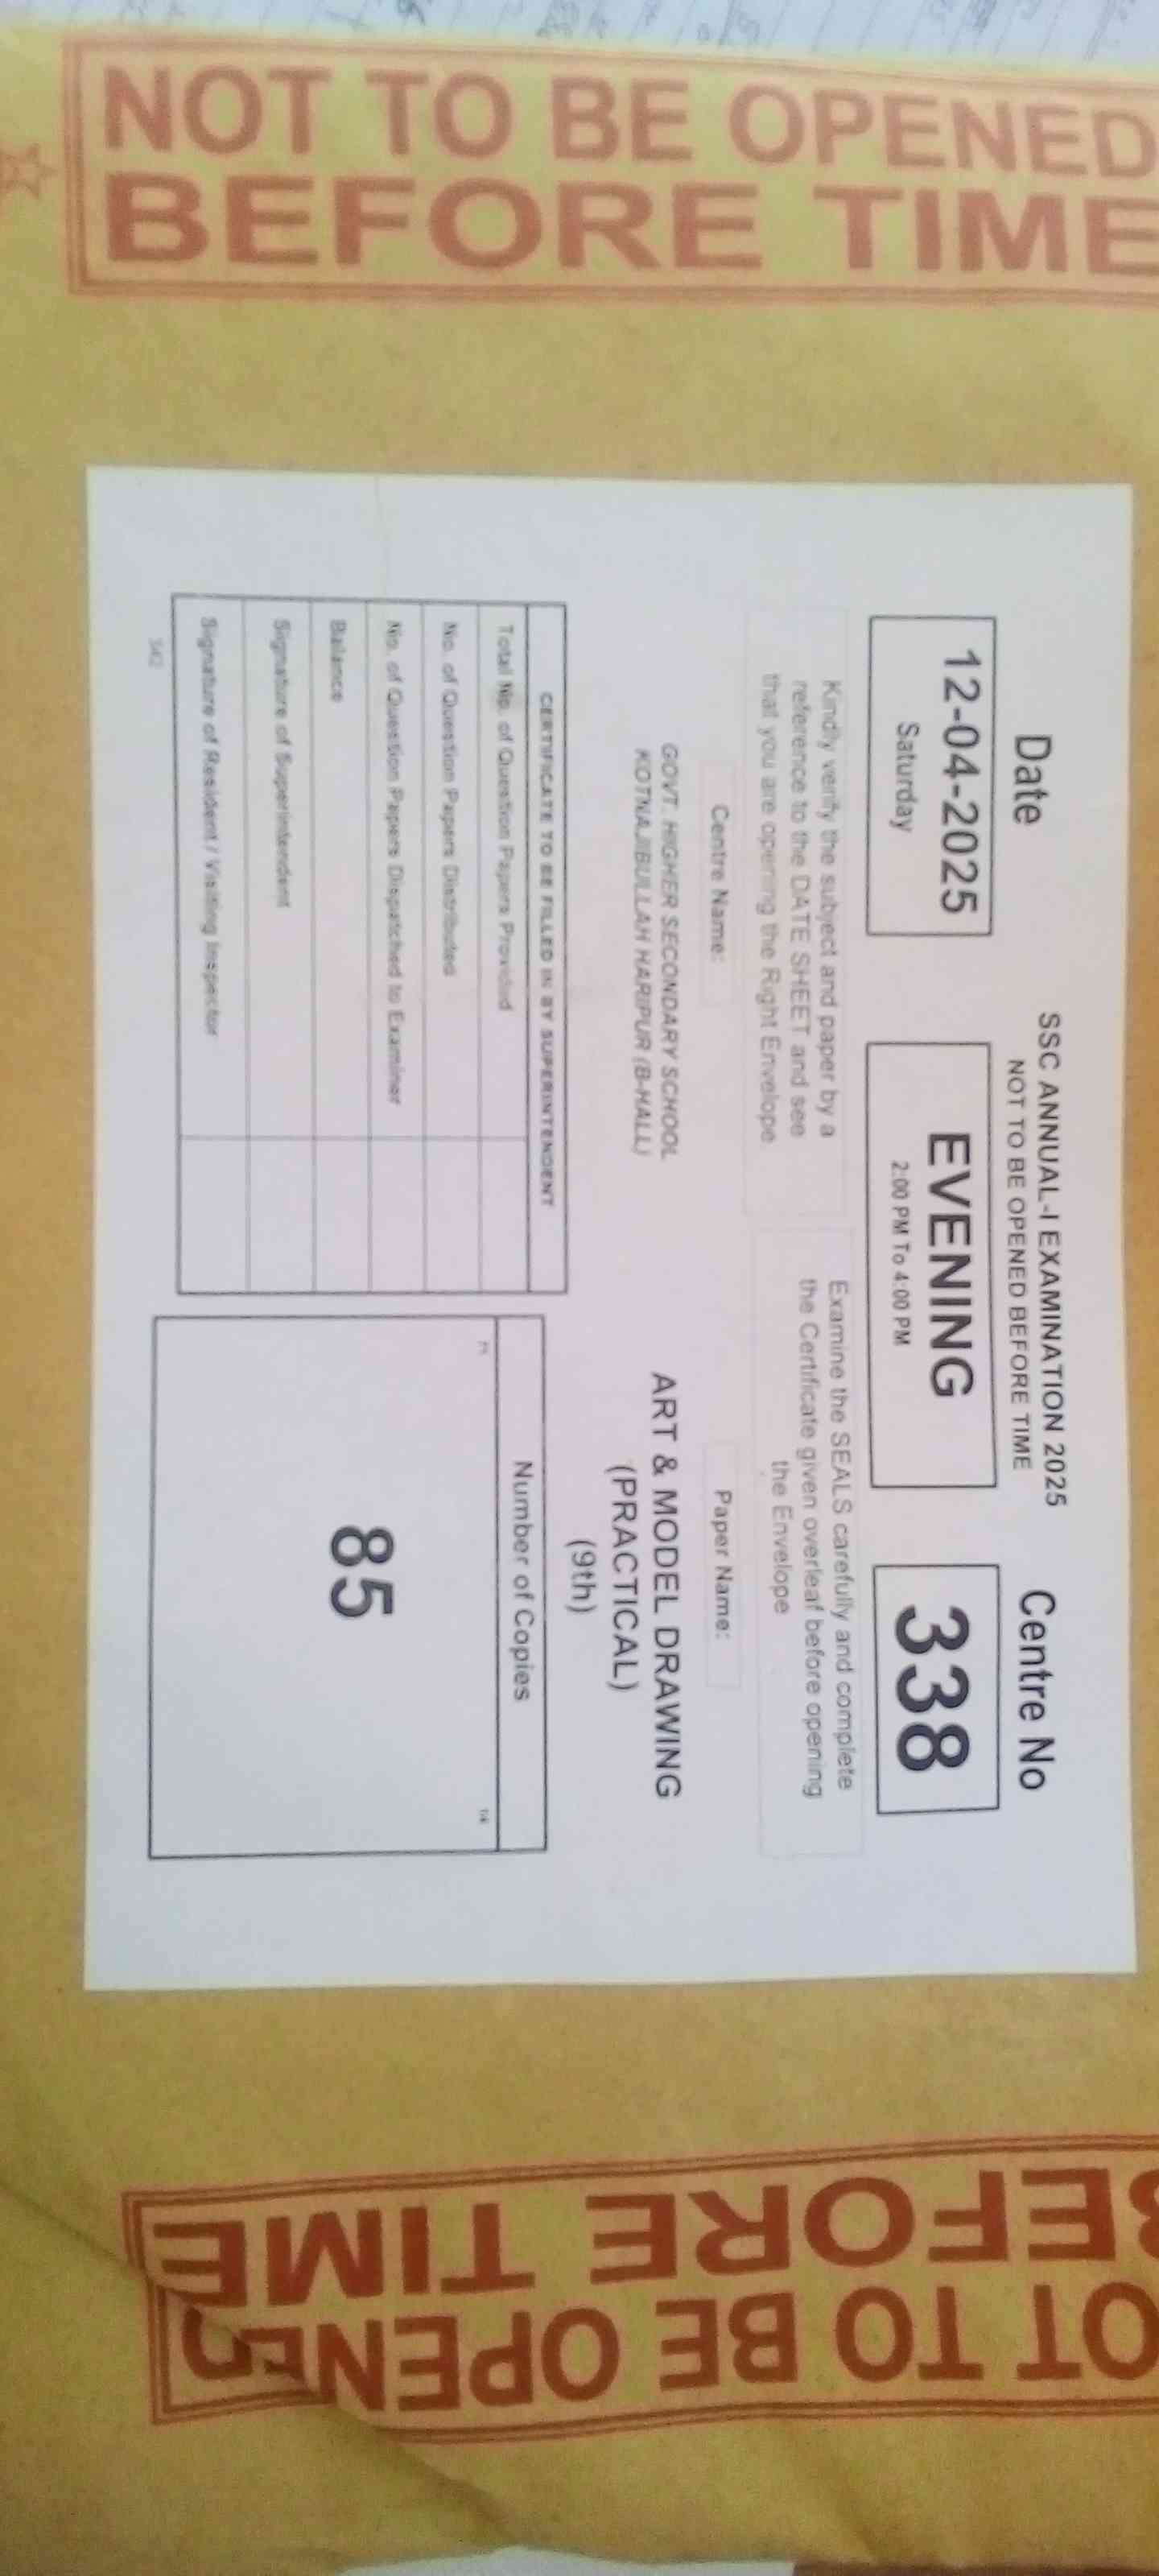 NOT TO BE OPENED
BEFORE TIME
SSC ANNUAL-I EXAMINATION 2025
NOT TO BE OPENED BEFORE TIME
Date
12-04-2025
Saturday
EVENING
2:00 PM To 4:00 PM
Centre No
338
Kindly verify the subject and paper by a
reference to the DATE SHEET and see
that you are opening the Right Envelope.
Examine the SEALS carefully and complete
the Certificate given overleaf before opening
the Envelope
Centre Name:
GOVT. HIGHER SECONDARY SCHOOL
KOTNAJIBULLAH HARIPUR (B-HALL)
Paper Name:
ART & MODEL DRAWING
(PRACTICAL)
(9th)
CERTIFICATE TO BE FILLED IN BY SUPERINTENDENT
Total No. of Question Papers Provided
No. of Question Papers Distributed
No. of Question Papers Dispatched to Examiner
Balance
Signature of Superintendent
Signature of Resident / Visiting Inspector
Number of Copies
85
OT TO BE OPENED
BEFORE TIME